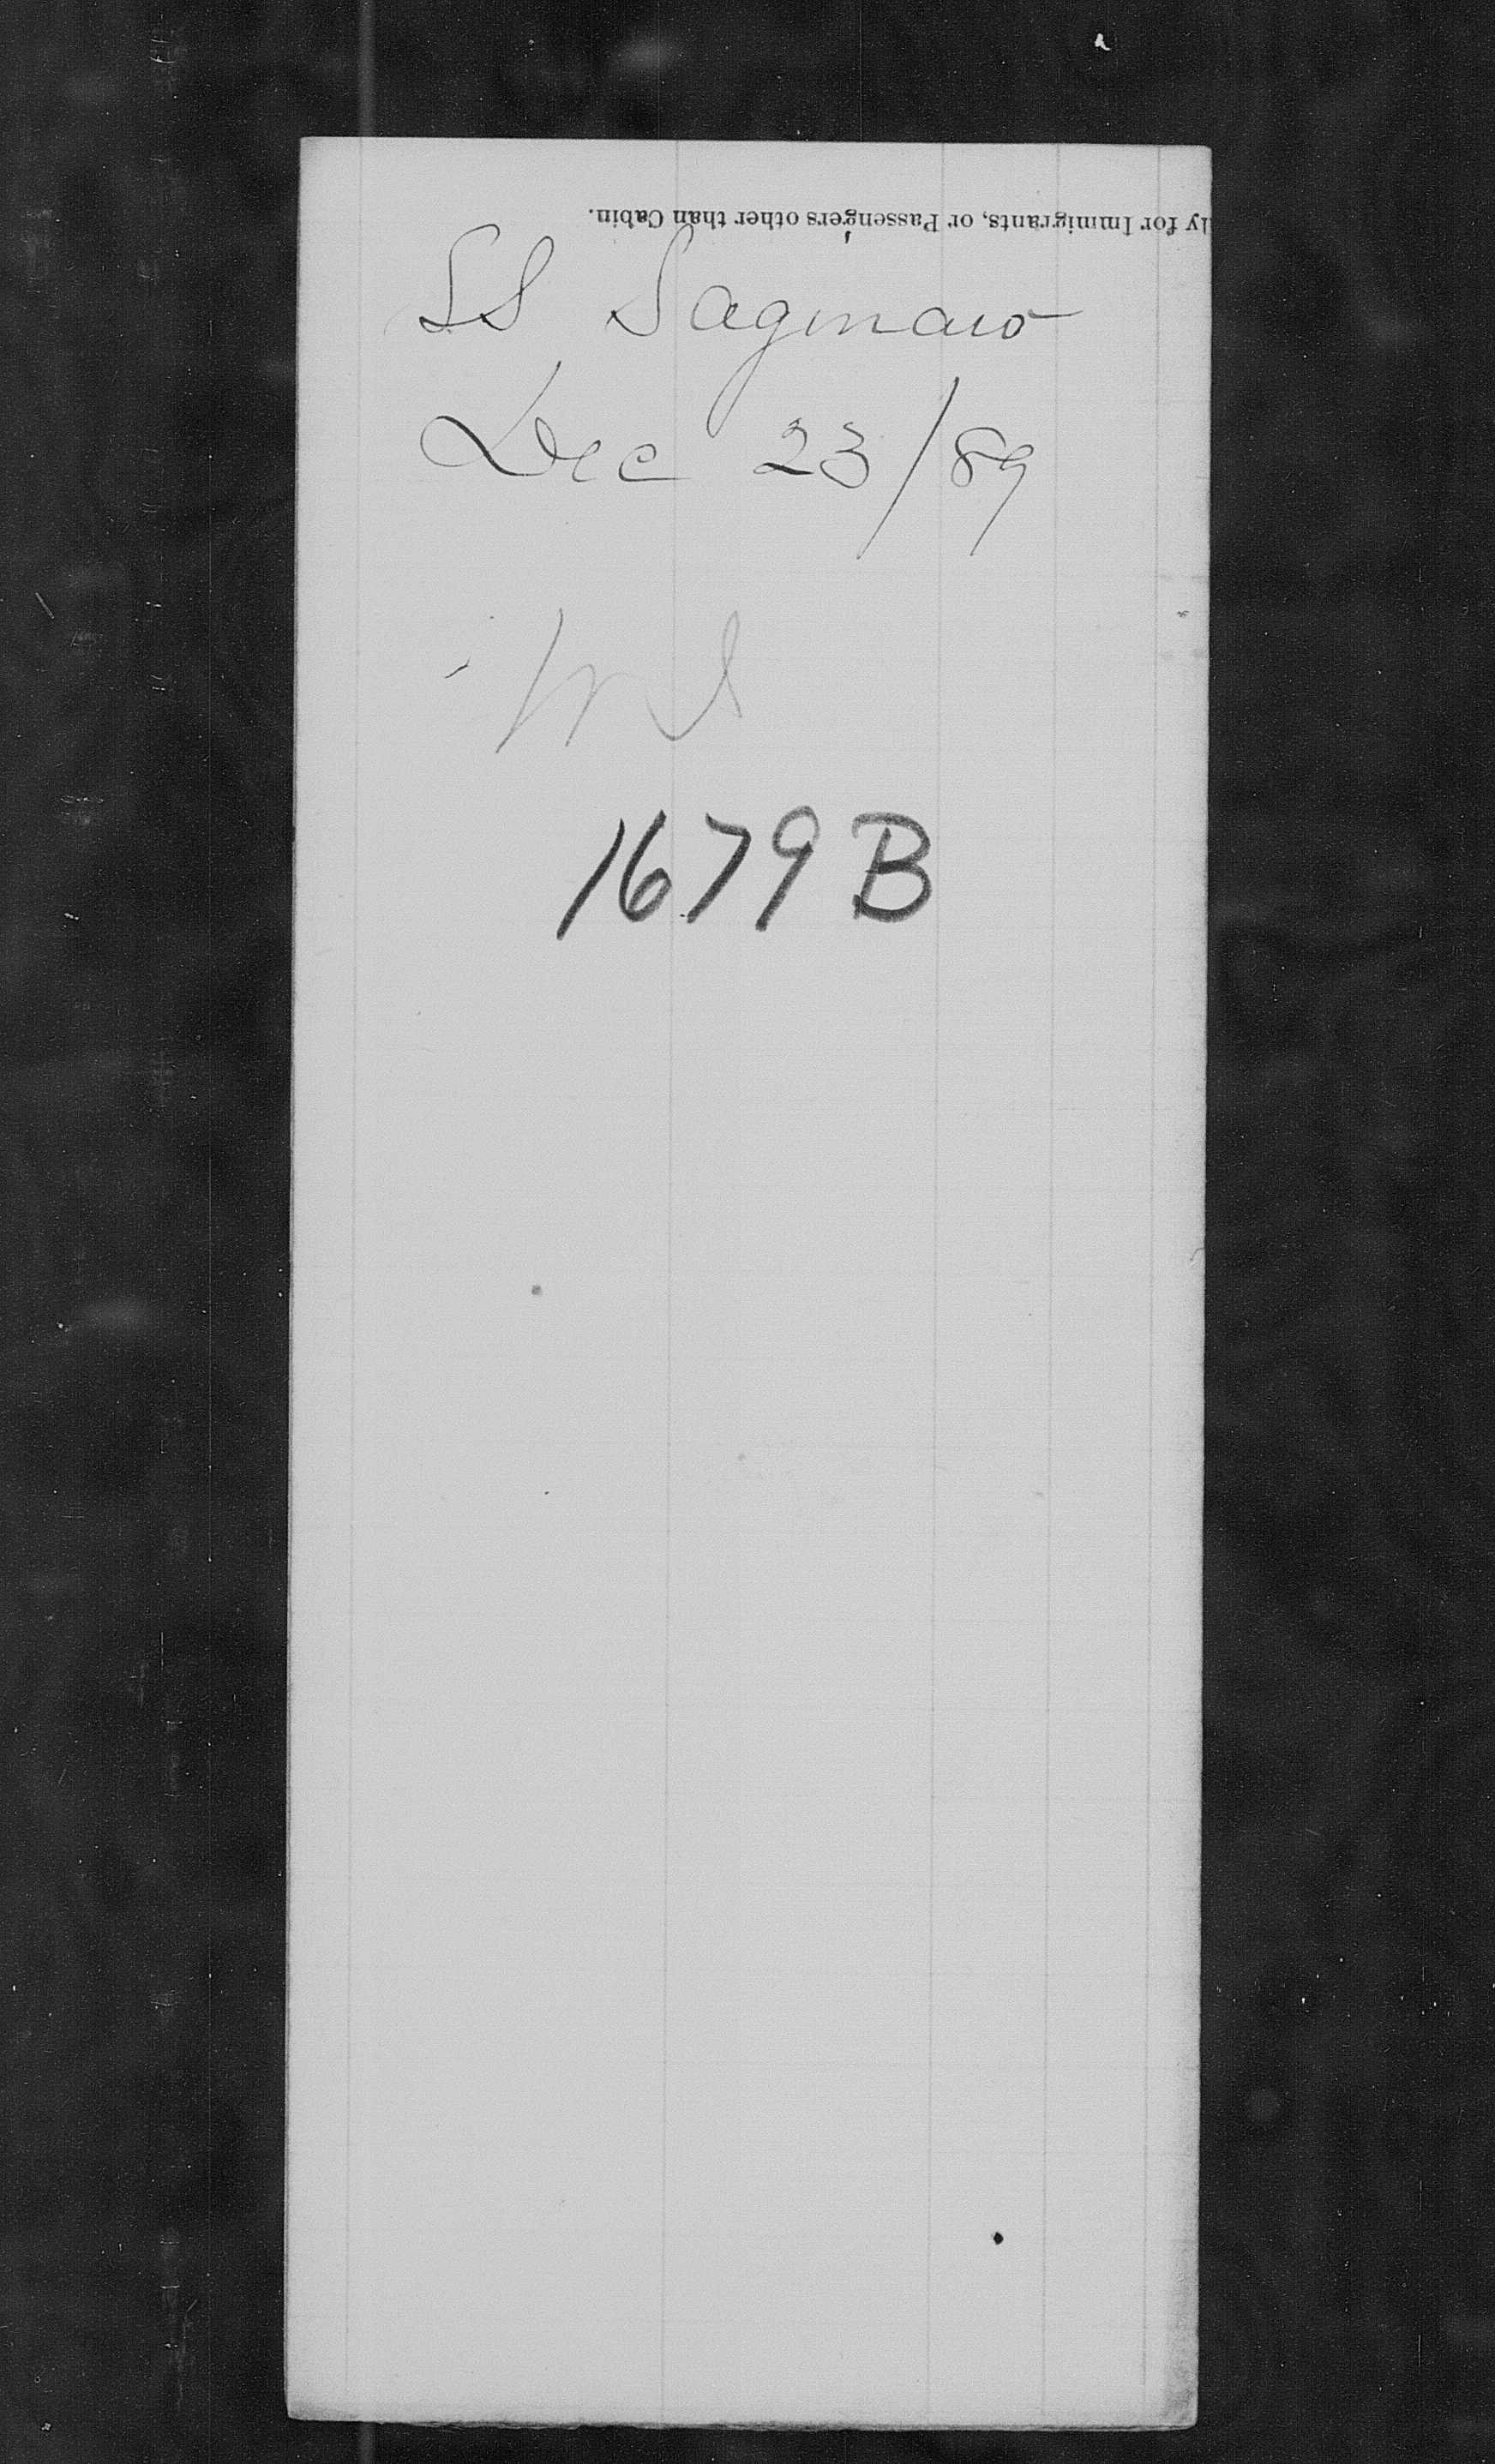 ly for Immigrants, or Passengers other than Cabin.
SS Saginaw
Dec 23/89
1679 B